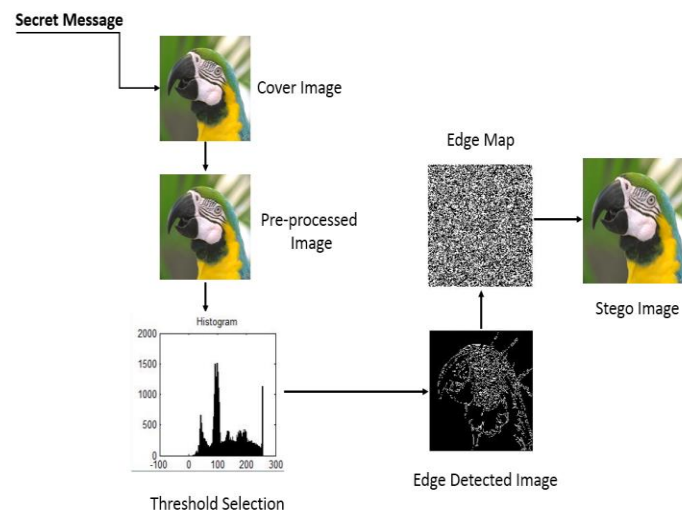 Secret Message
Cover Image
Pre-processed
Image
Histogram
2000
1500
1000
500
0
-100 0 100 200 300
Threshold Selection
Edge Detected Image
Edge Map
Stego Image